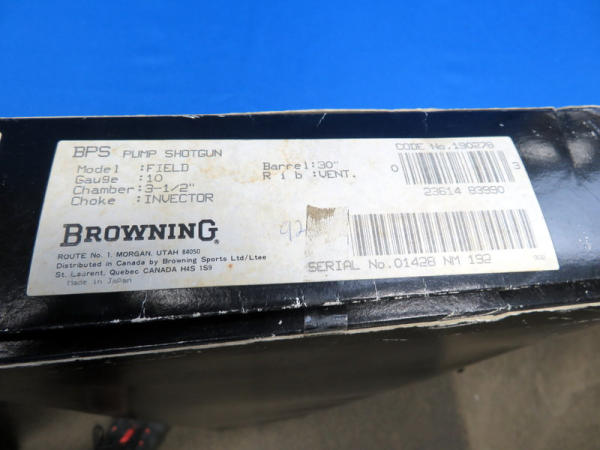 BPS PUMP SHOTGUN
Model :FIELD
Gauge :10
Chamber:3-1/2"
Choke :INVECTOR
Barrel:30"
Rib:VENT.
CODE No.190278
0 3
23614 83990
BROWNING
92
ROUTE No. 1. MORGAN. UTAH 84050
Distributed in Canada by Browning Sports Ltd/Ltee
St. Laurent, Quebec CANADA H4S 1S9
Made in Japan
SERIAL No.01428 NM 192